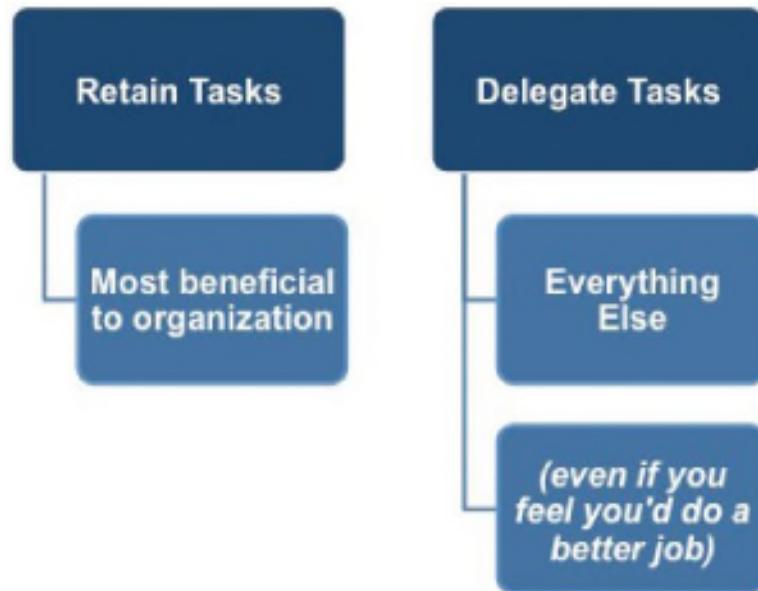 Retain Tasks
Most beneficial
to organization
Delegate Tasks
Everything
Else
(even if you
feel you'd do a
better job)